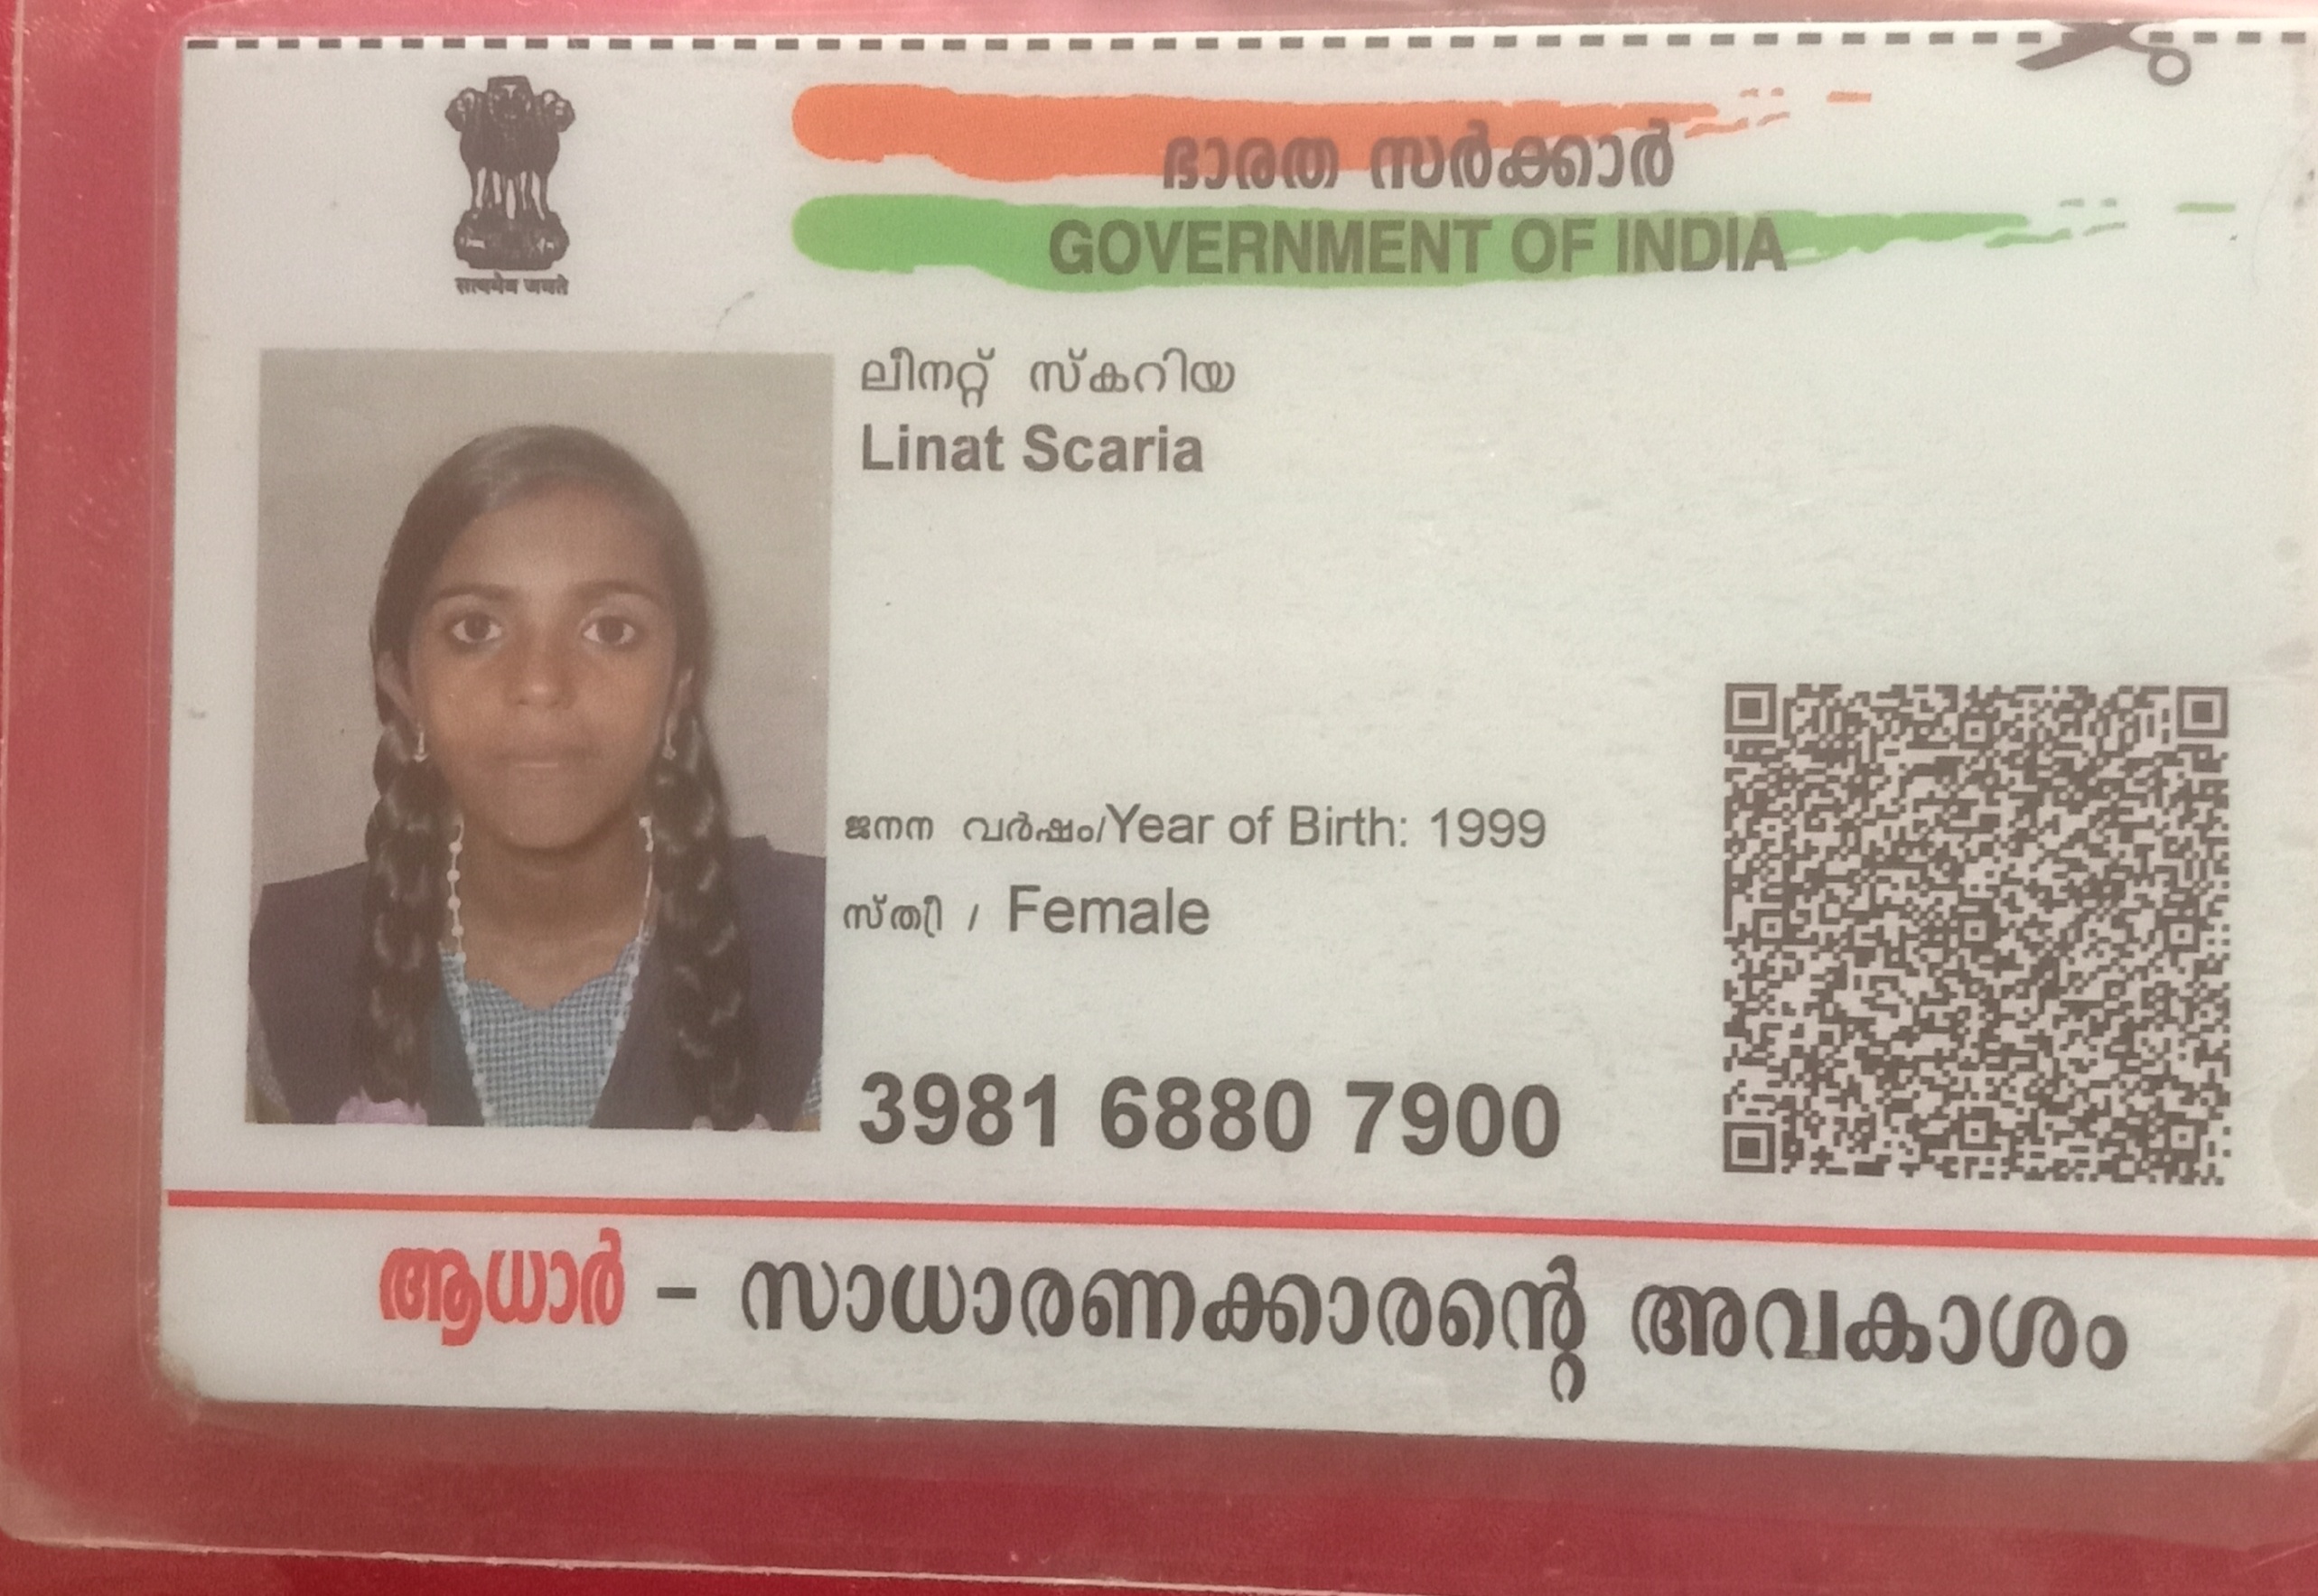 सत्यमेव जयते
ഭാരത സർക്കാർ
GOVERNMENT OF INDIA
ലീനറ്റ് സ്കറിയ
Linat Scaria
ജനന വർഷം/Year of Birth: 1999
സ്ത്രീ / Female
3981 6880 7900
ആധാർ - സാധാരണക്കാരന്റെ അവകാശം